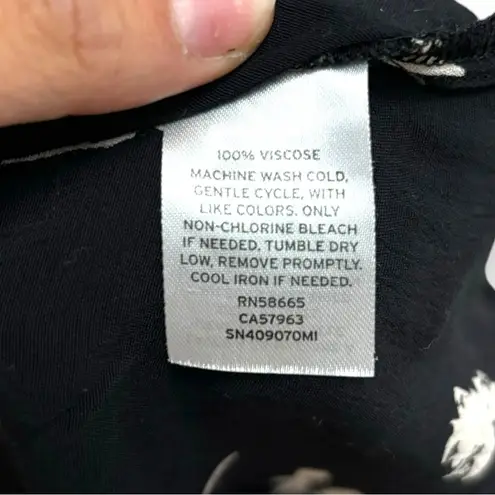 100% VISCOSE
MACHINE WASH COLD,
GENTLE CYCLE, WITH
LIKE COLORS. ONLY
NON-CHLORINE BLEACH
IF NEEDED. TUMBLE DRY
LOW, REMOVE PROMPTLY.
COOL IRON IF NEEDED.
RN58665
CA57963
SN409070MI